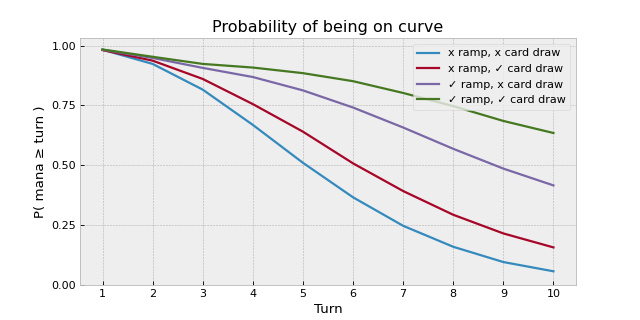 Probability of being on curve
x ramp, x card draw
x ramp, ✓ card draw
✓ ramp, x card draw
✓ ramp, ✓ card draw
P( mana ≥ turn )
1.00
0.75
0.50
0.25
0.00
1 2 3 4 5 6 7 8 9 10
Turn